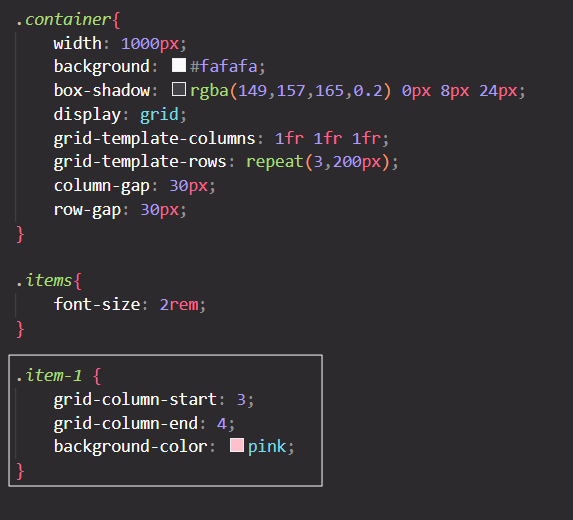 .container{
width: 1000px;
background: #fafafa;
box-shadow: rgba(149,157,165,0.2) 0px 8px 24px;
display: grid;
grid-template-columns: 1fr 1fr 1fr;
grid-template-rows: repeat(3,200px);
column-gap: 30px;
row-gap: 30px;
}
.items{
font-size: 2rem;
}
.item-1 {
grid-column-start: 3;
grid-column-end: 4;
background-color: pink;
}